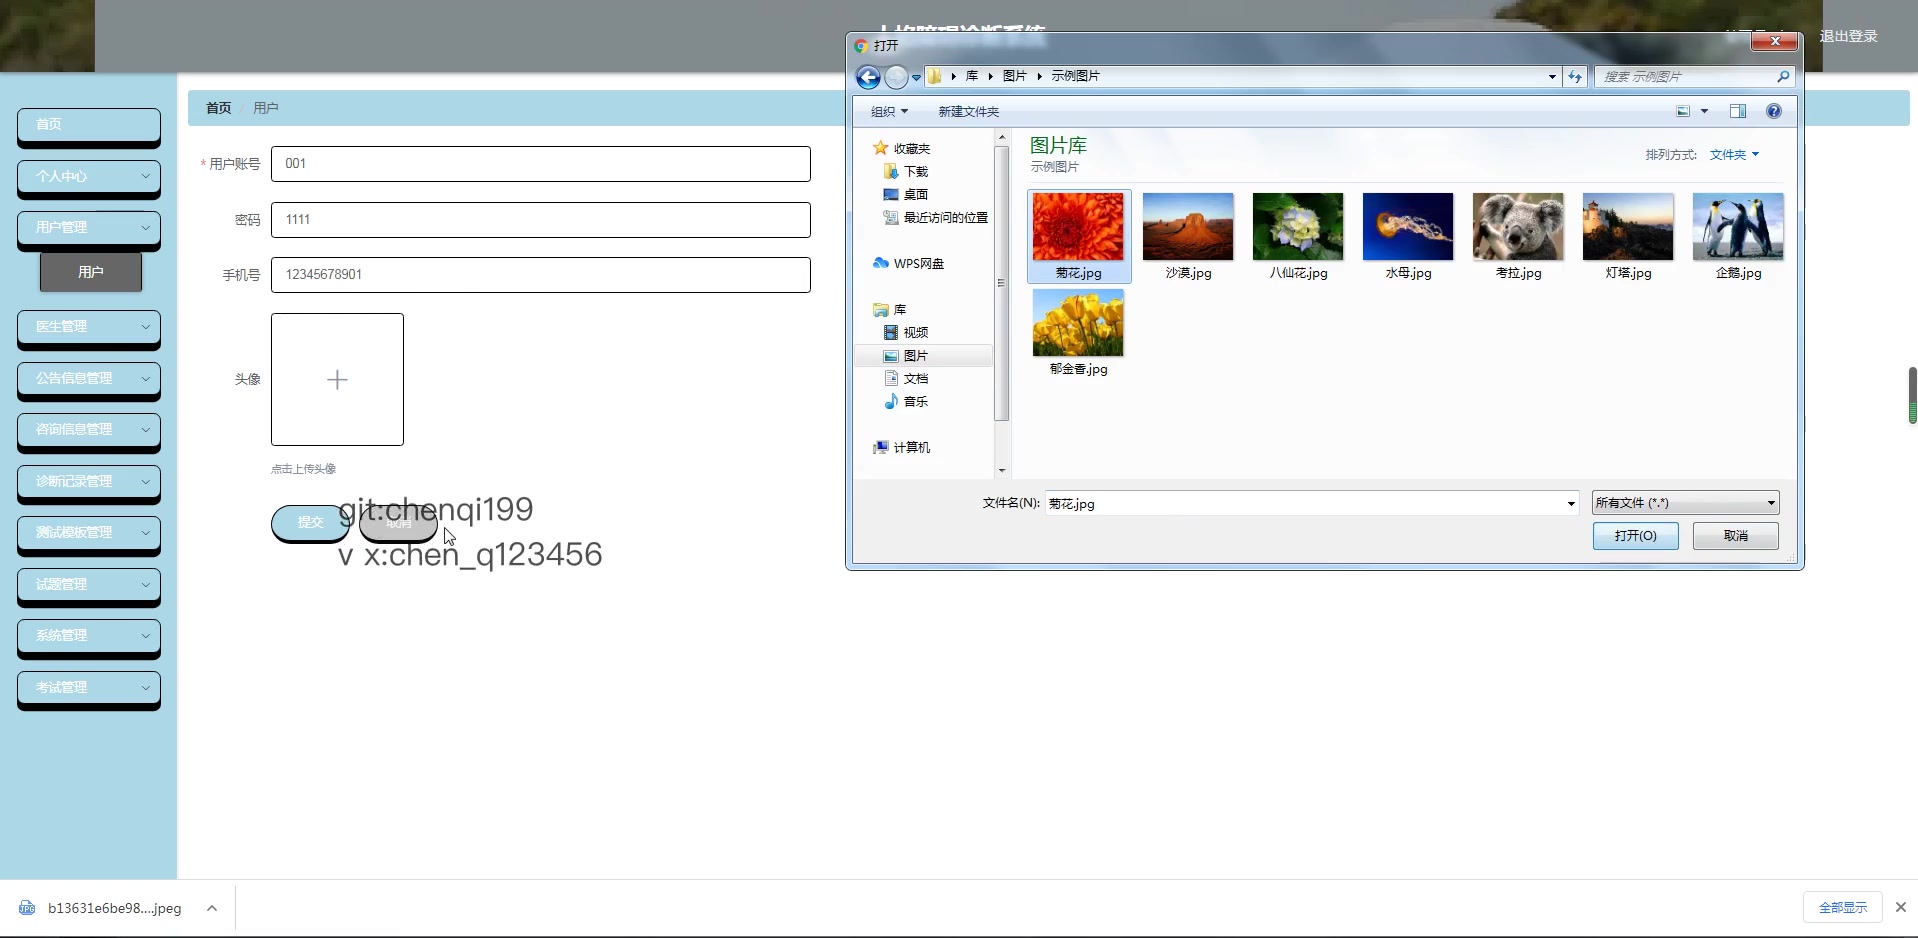 退出登录
首页 / 用户
首页
个人中心
用户管理
用户
医生管理
公告信息管理
咨询信息管理
诊断记录管理
测试模板管理
试题管理
系统管理
考试管理
* 用户账号 001
密码 1111
手机号 12345678901
头像
点击上传头像
提交
取消
git:chenqi199
v x:chen_q123456
打开
库 图片 示例图片
搜索 示例图片
组织
新建文件夹
收藏夹
下载
桌面
最近访问的位置
WPS网盘
库
视频
图片
文档
音乐
计算机
图片库
示例图片
排列方式: 文件夹
菊花.jpg
沙漠.jpg
八仙花.jpg
水母.jpg
考拉.jpg
灯塔.jpg
企鹅.jpg
郁金香.jpg
文件名(N): 菊花.jpg
所有文件 (*.*)
打开(O)
取消
b13631e6be98....jpeg
全部显示